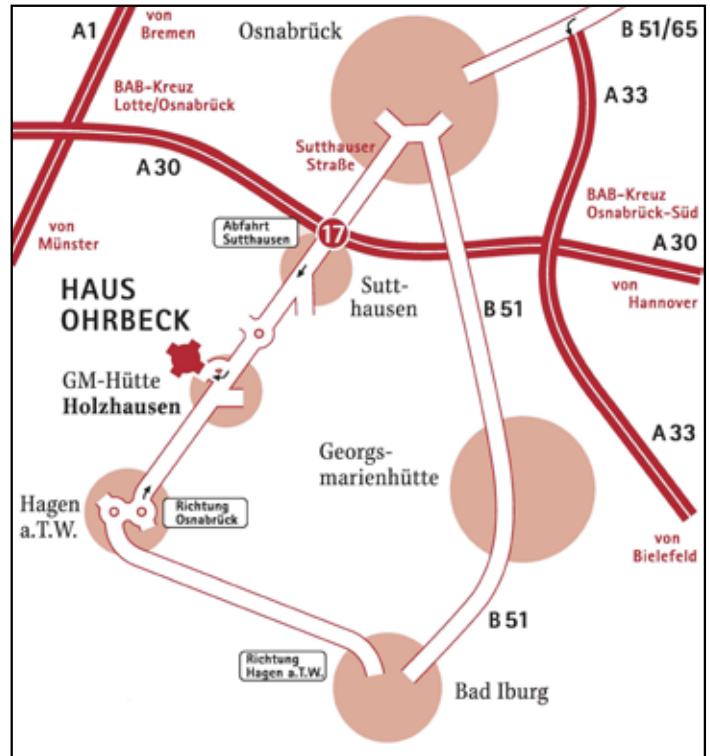 A1
von
Bremen
Osnabrück
B 51/65
BAB-Kreuz
Lotte/Osnabrück
A 33
A 30
Sutthauser
Straße
BAB-Kreuz
Osnabrück-Süd
von
Münster
Abfahrt
Sutthausen
17
A 30
von
Hannover
HAUS
OHRBECK
Sutt-
hausen
B 51
GM-Hütte
Holzhausen
A 33
Georgs-
marienhütte
Hagen
a.T.W.
Richtung
Osnabrück
von
Bielefeld
B 51
Richtung
Hagen a.T.W.
Bad Iburg